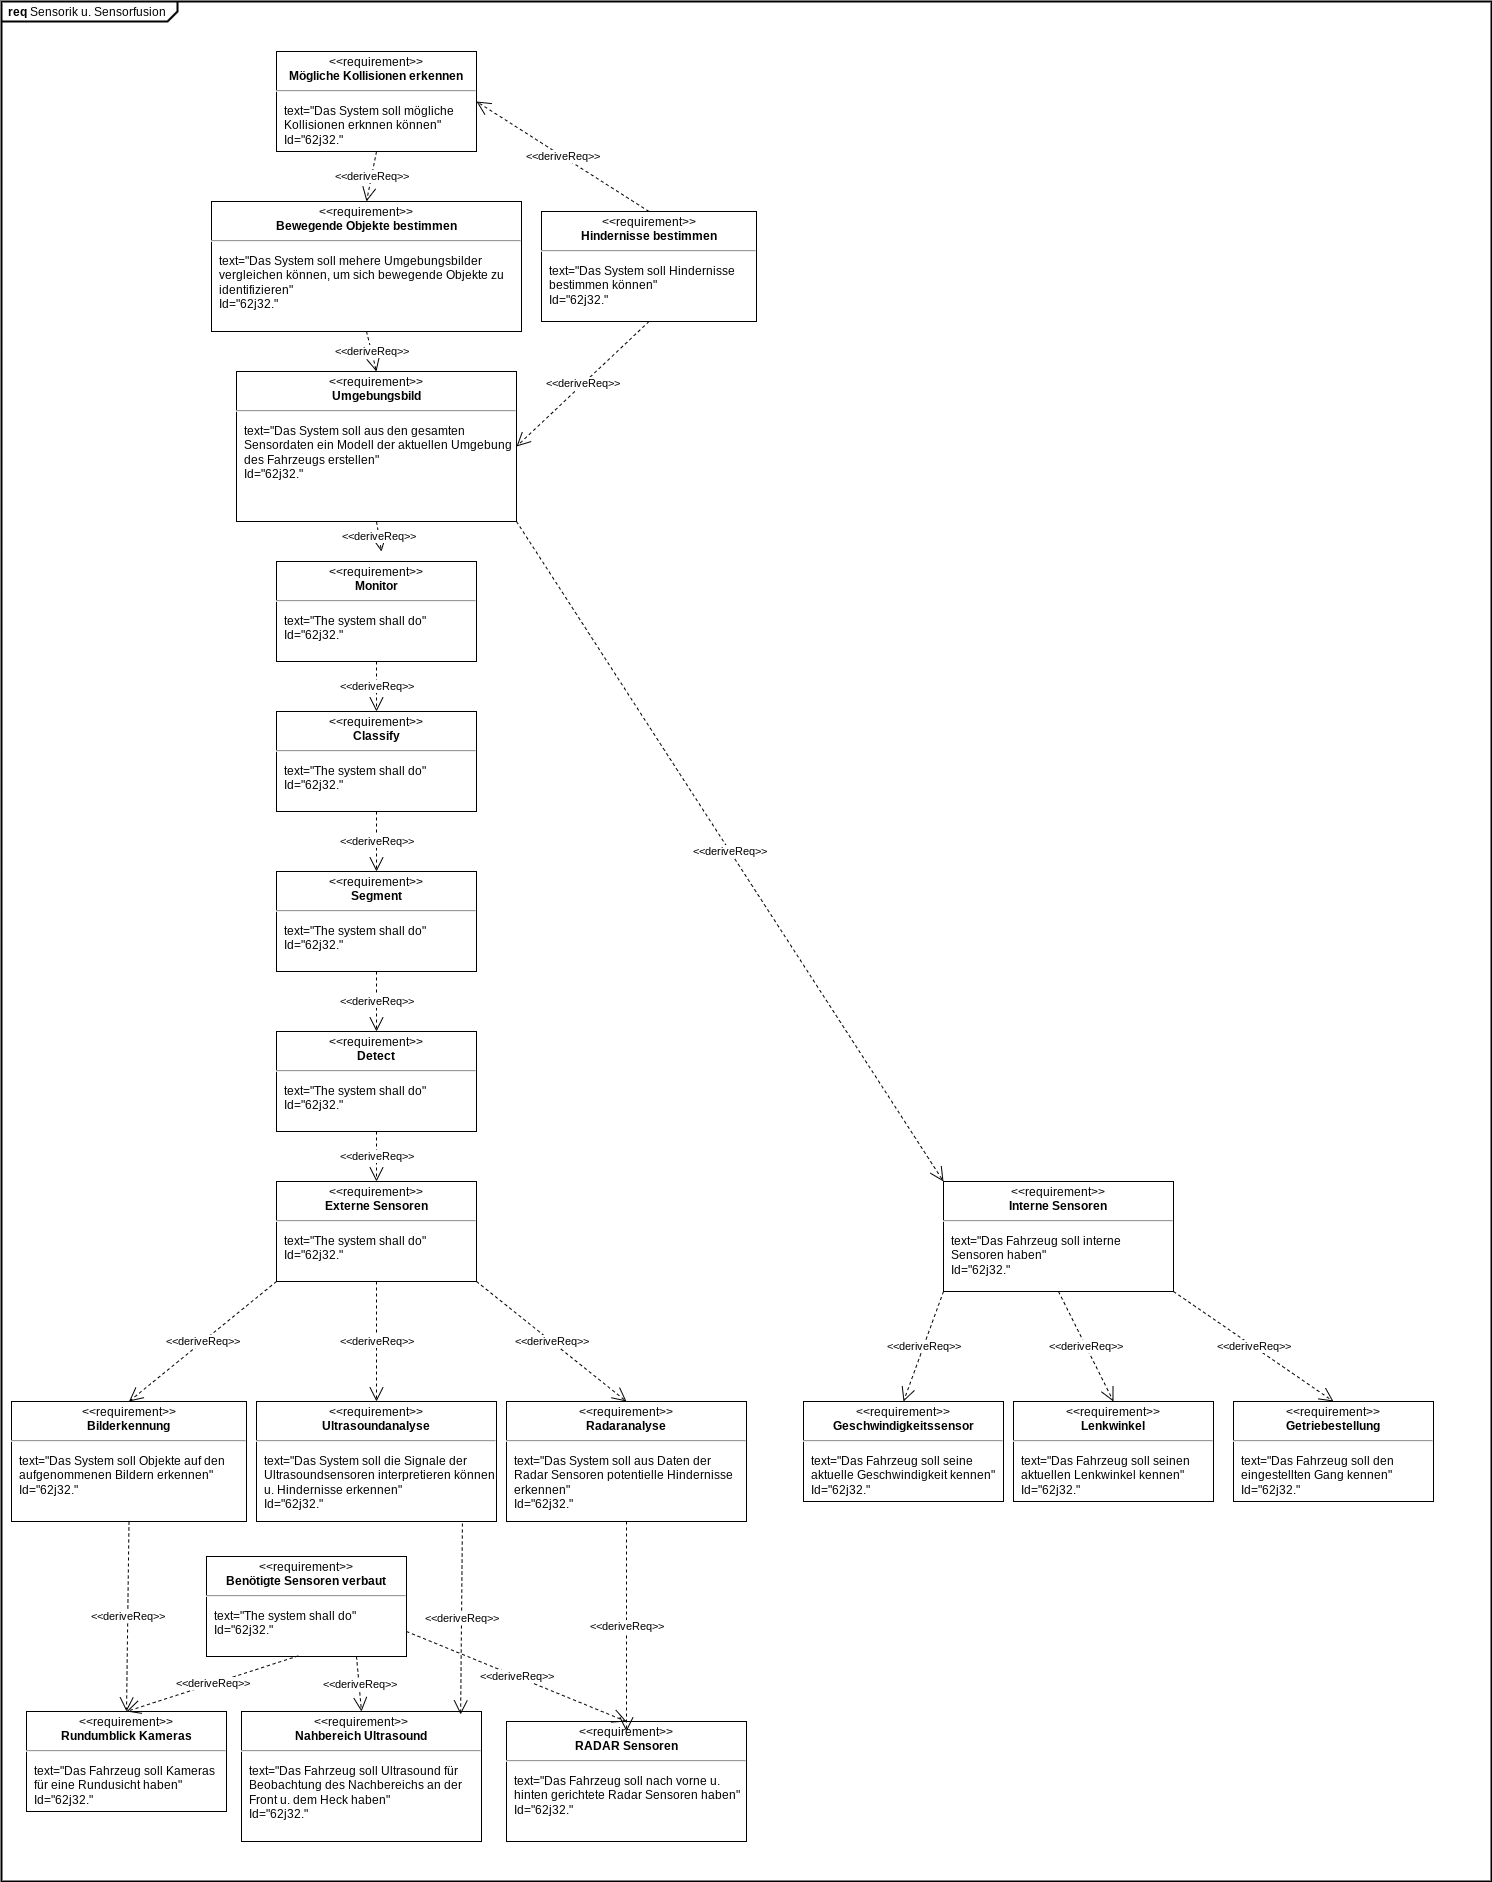 req Sensorik u. Sensorfusion
<<requirement>>
Mögliche Kollisionen erkennen
text="Das System soll mögliche
Kollisionen erknnen können"
Id="62j32."
<<deriveReq>>
<<deriveReq>>
<<requirement>>
Bewegende Objekte bestimmen
text="Das System soll mehere Umgebungsbilder
vergleichen können, um sich bewegende Objekte zu
identifizieren"
Id="62j32."
<<requirement>>
Hindernisse bestimmen
text="Das System soll Hindernisse
bestimmen können"
Id="62j32."
<<deriveReq>>
<<deriveReq>>
<<requirement>>
Umgebungsbild
text="Das System soll aus den gesamten
Sensordaten ein Modell der aktuellen Umgebung
des Fahrzeugs erstellen"
Id="62j32."
<<deriveReq>>
<<requirement>>
Monitor
text="The system shall do"
Id="62j32."
<<deriveReq>>
<<requirement>>
Classify
text="The system shall do"
Id="62j32."
<<deriveReq>>
<<deriveReq>>
<<requirement>>
Segment
text="The system shall do"
Id="62j32."
<<deriveReq>>
<<requirement>>
Detect
text="The system shall do"
Id="62j32."
<<deriveReq>>
<<requirement>>
Externe Sensoren
text="The system shall do"
Id="62j32."
<<requirement>>
Interne Sensoren
text="Das Fahrzeug soll interne
Sensoren haben"
Id="62j32."
<<deriveReq>>
<<deriveReq>>
<<deriveReq>>
<<deriveReq>>
<<deriveReq>>
<<deriveReq>>
<<requirement>>
Bilderkennung
text="Das System soll Objekte auf den
aufgenommenen Bildern erkennen"
Id="62j32."
<<requirement>>
Ultrasoundanalyse
text="Das System soll die Signale der
Ultrasoundsensoren interpretieren können
u. Hindernisse erkennen"
Id="62j32."
<<requirement>>
Radaranalyse
text="Das System soll aus Daten der
Radar Sensoren potentielle Hindernisse
erkennen"
Id="62j32."
<<requirement>>
Geschwindigkeitssensor
text="Das Fahrzeug soll seine
aktuelle Geschwindigkeit kennen"
Id="62j32."
<<requirement>>
Lenkwinkel
text="Das Fahrzeug soll seinen
aktuellen Lenkwinkel kennen"
Id="62j32."
<<requirement>>
Getriebestellung
text="Das Fahrzeug soll den
eingestellten Gang kennen"
Id="62j32."
<<requirement>>
Benötigte Sensoren verbaut
text="The system shall do"
Id="62j32."
<<deriveReq>>
<<deriveReq>>
<<deriveReq>>
<<deriveReq>>
<<deriveReq>>
<<deriveReq>>
<<requirement>>
Rundumblick Kameras
text="Das Fahrzeug soll Kameras
für eine Rundusicht haben"
Id="62j32."
<<requirement>>
Nahbereich Ultrasound
text="Das Fahrzeug soll Ultrasound für
Beobachtung des Nachbereichs an der
Front u. dem Heck haben"
Id="62j32."
<<requirement>>
RADAR Sensoren
text="Das Fahrzeug soll nach vorne u.
hinten gerichtete Radar Sensoren haben"
Id="62j32."